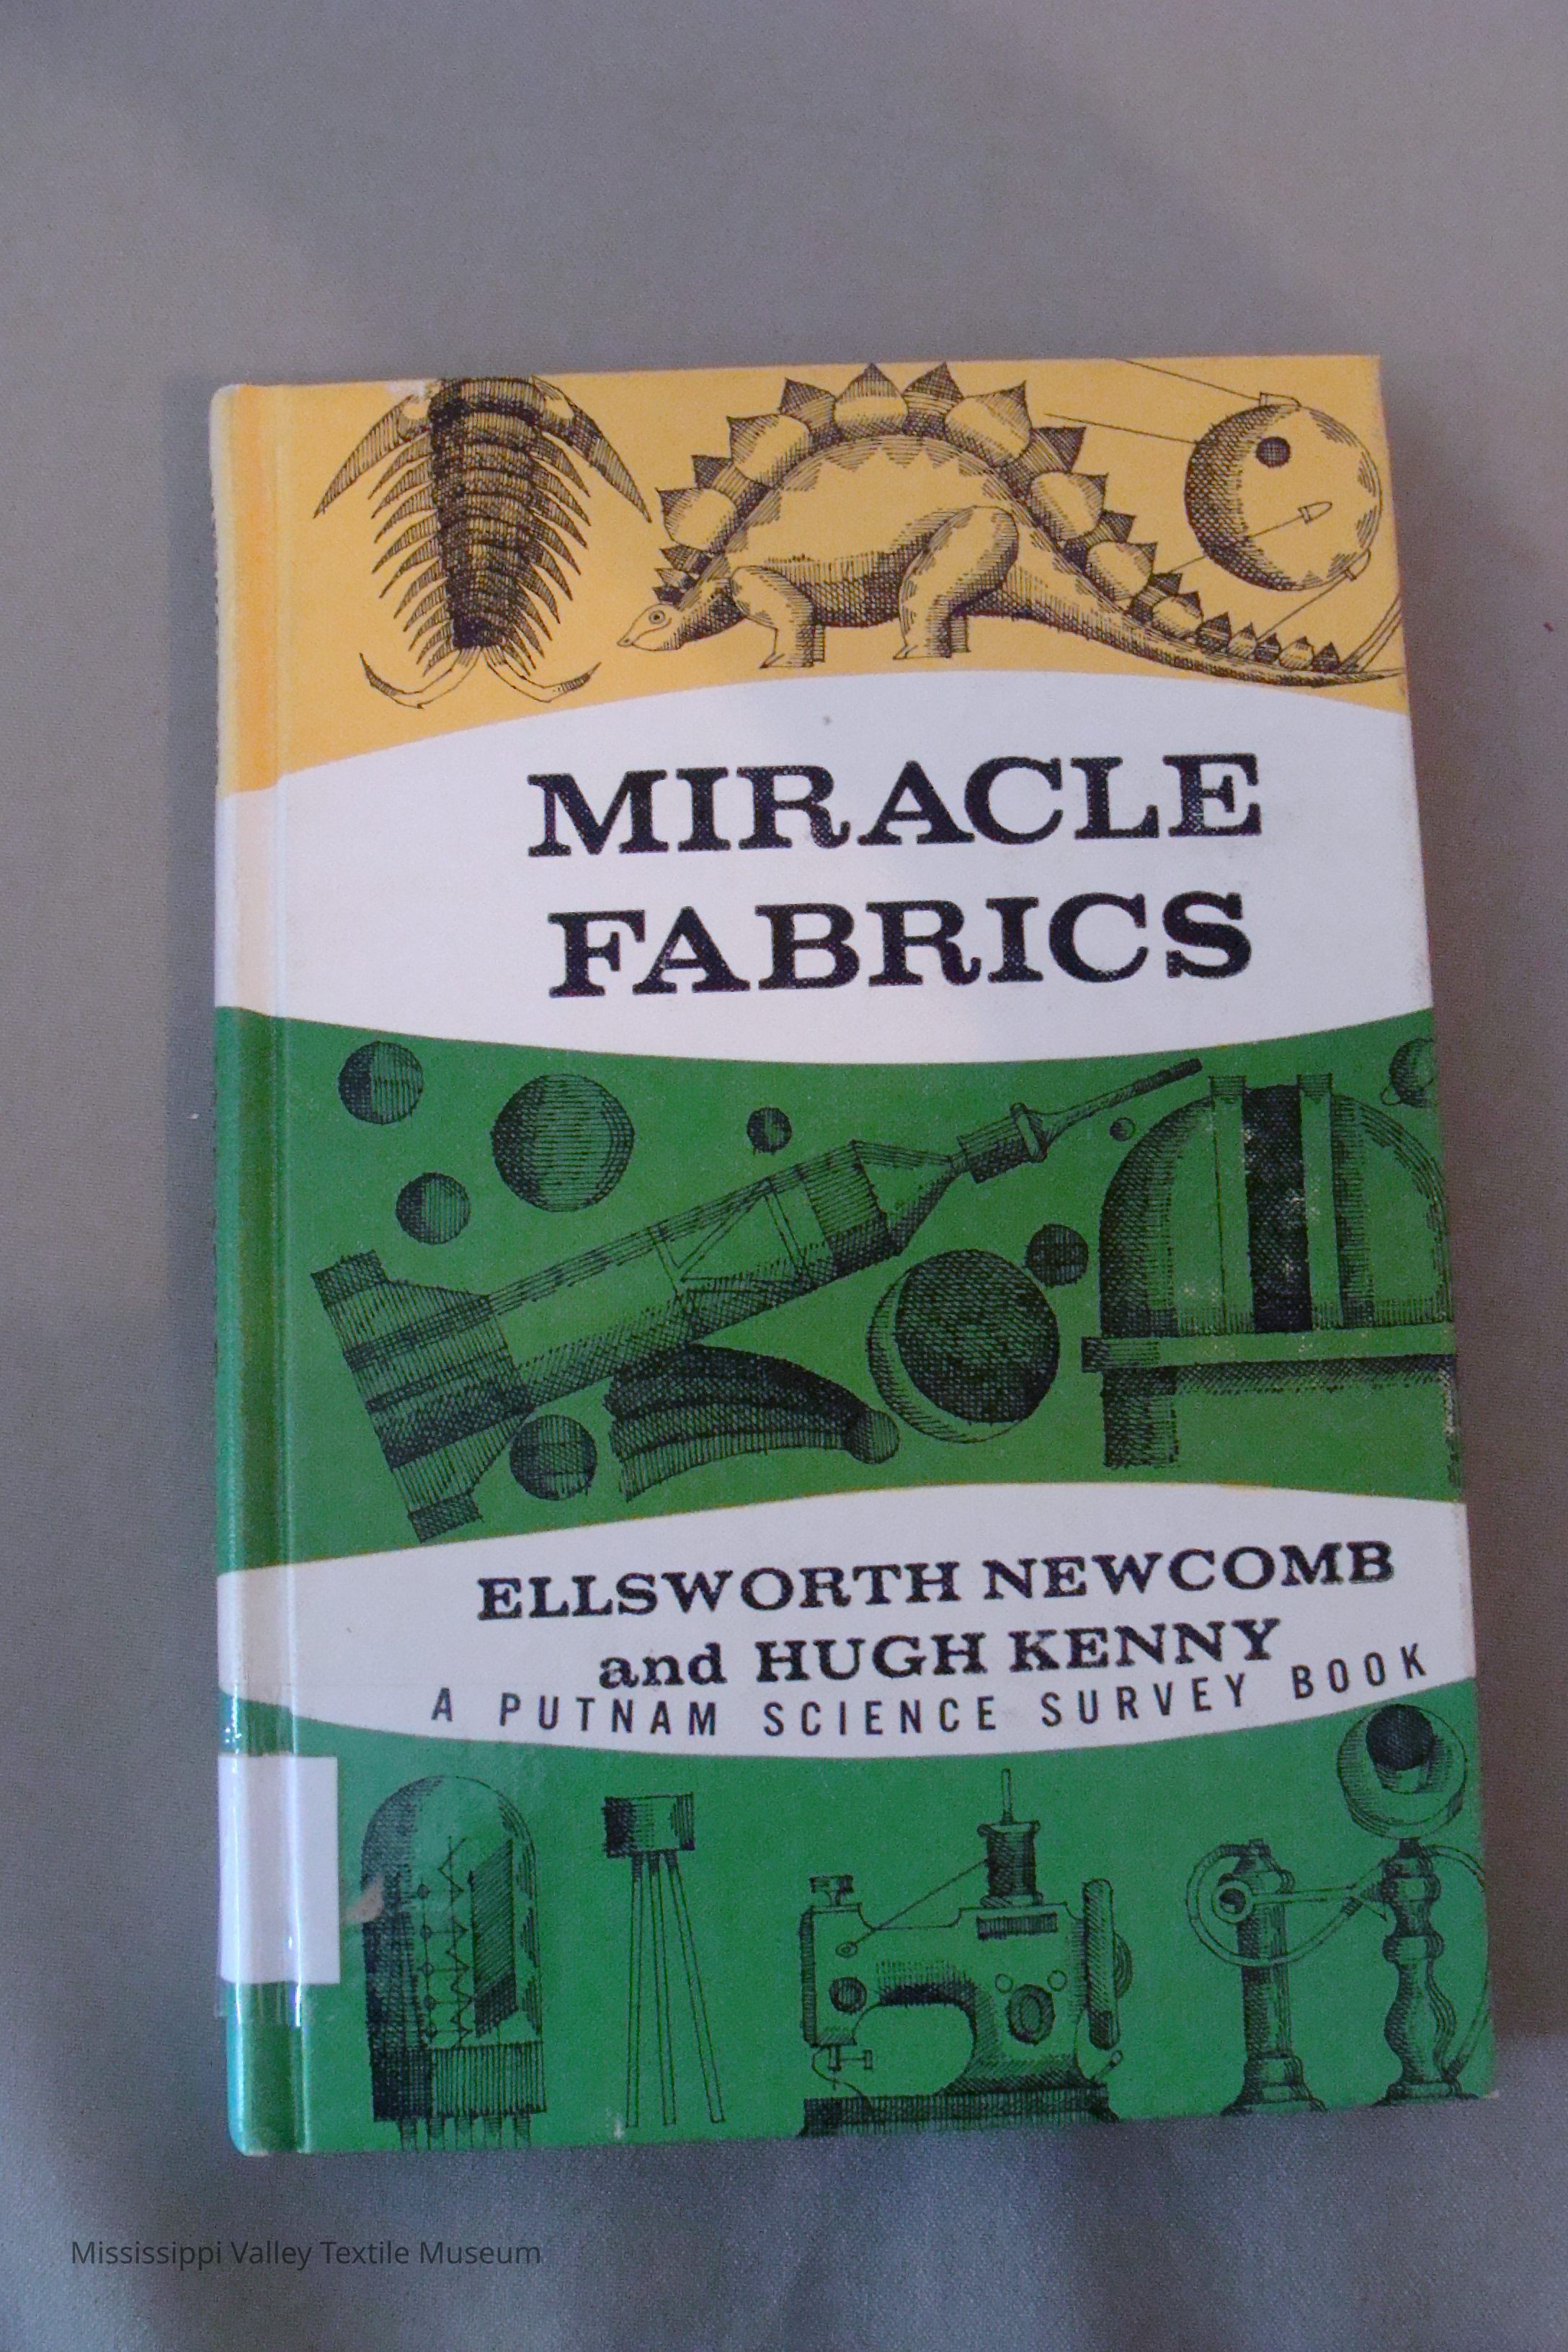 MIRACLE
FABRICS
ELLSWORTH NEWCOMB
and HUGH KENNY
A PUTNAM SCIENCE SURVEY BOOK
Mississippi Valley Textile Museum